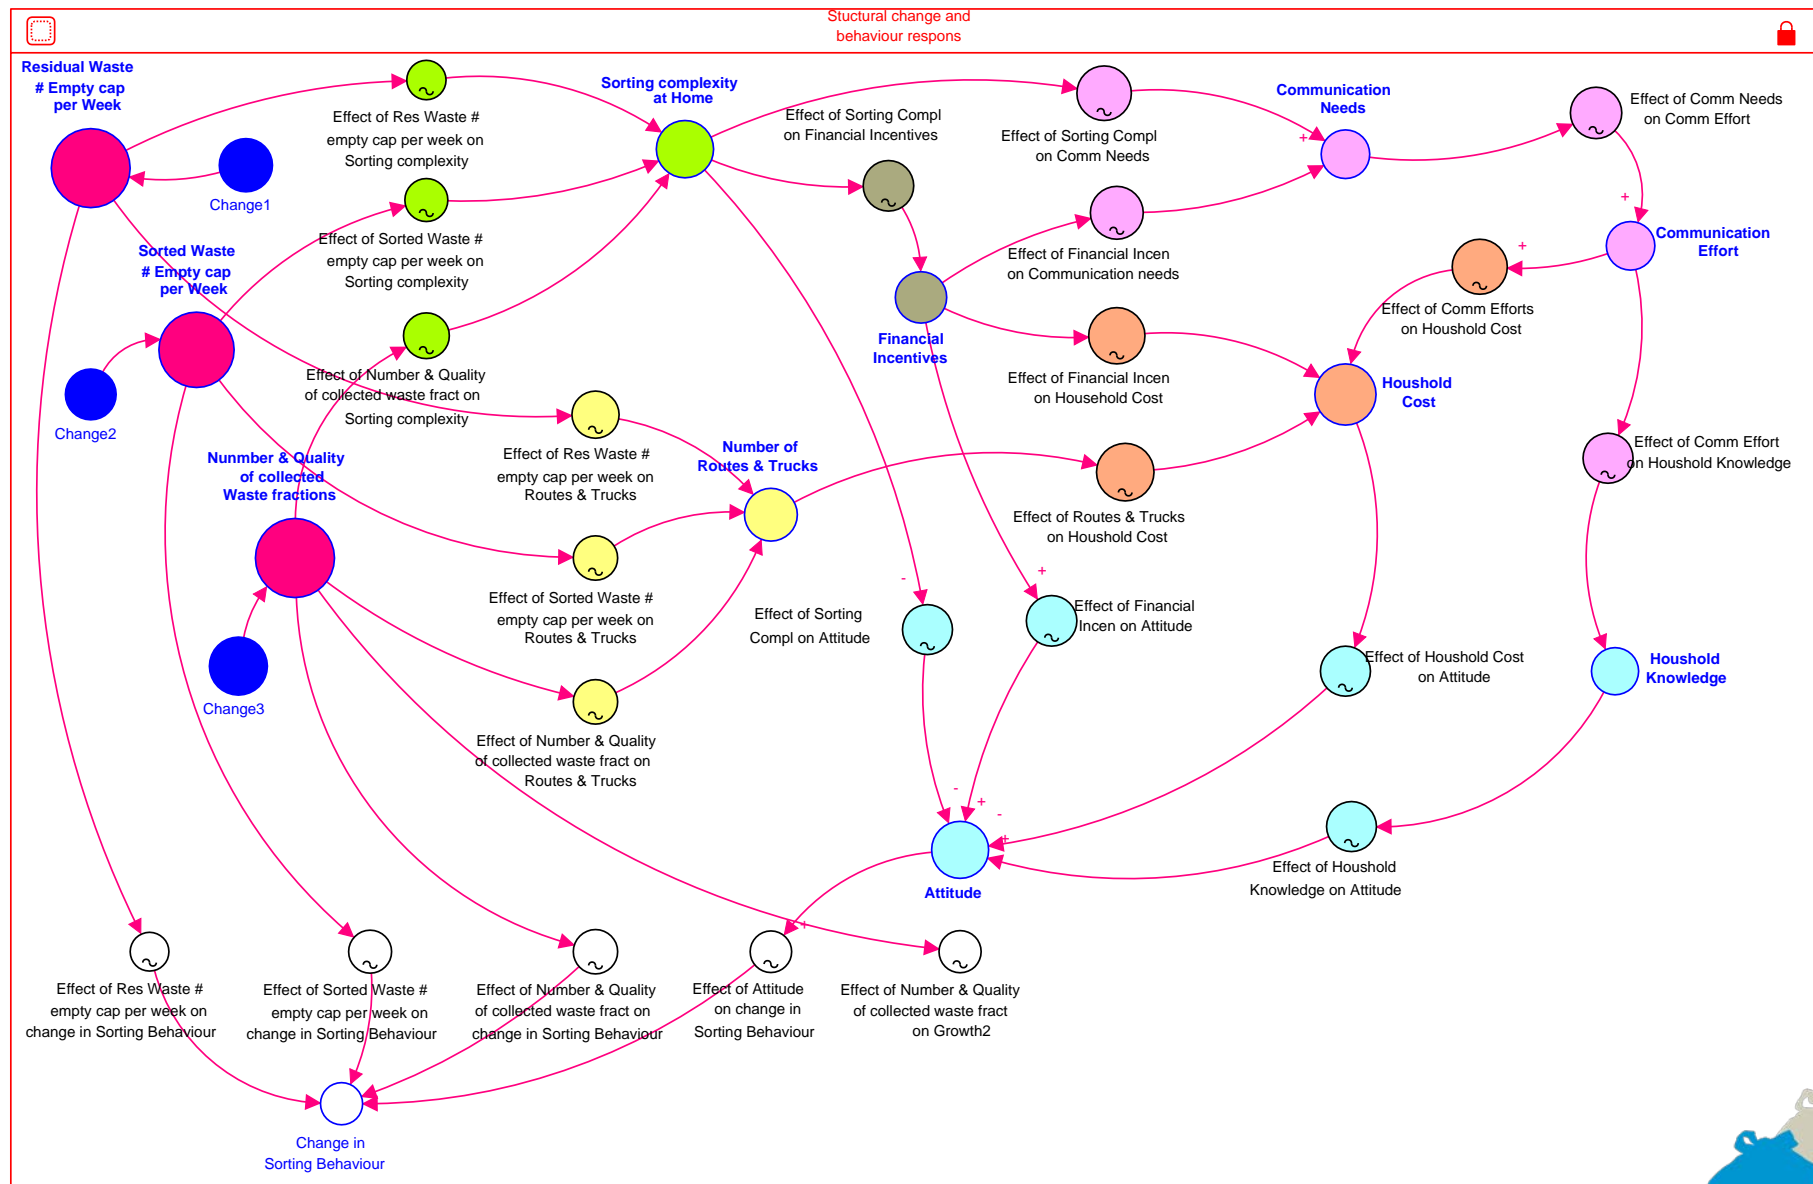 Stuctural change and
behaviour respons
Residual Waste
# Empty cap
per Week
Change1
Sorted Waste
# Empty cap
per Week
Change2
Nunmber & Quality
of collected
Waste fractions
Change3
Effect of Res Waste #
empty cap per week on
Sorting complexity
Effect of Sorted Waste #
empty cap per week on
Sorting complexity
Effect of Number & Quality
of collected waste fract on
Sorting complexity
Sorting complexity
at Home
Effect of Sorting Compl
on Financial Incentives
Effect of Sorting Compl
on Comm Needs
Communication
Needs
+
Effect of Comm Needs
on Comm Effort
+
Communication
Effort
Effect of Financial Incen
on Communication needs
Financial
Incentives
+
Effect of Comm Efforts
on Houshold Cost
Effect of Financial Incen
on Household Cost
Houshold
Cost
Effect of Res Waste #
empty cap per week on
Routes & Trucks
Number of
Routes & Trucks
Effect of Comm Effort
on Houshold Knowledge
Effect of Routes & Trucks
on Houshold Cost
Effect of Sorted Waste #
empty cap per week on
Routes & Trucks
-
Effect of Sorting
Compl on Attitude
+
Effect of Financial
Incen on Attitude
Effect of Houshold Cost
on Attitude
Houshold
Knowledge
Effect of Number & Quality
of collected waste fract on
Routes & Trucks
-
+
-
+
Attitude
Effect of Houshold
Knowledge on Attitude
+
Effect of Res Waste #
empty cap per week on
change in Sorting Behaviour
Effect of Sorted Waste #
empty cap per week on
change in Sorting Behaviour
Effect of Number & Quality
of collected waste fract on
change in Sorting Behaviour
Effect of Attitude
on change in
Sorting Behaviour
Effect of Number & Quality
of collected waste fract
on Growth2
Change in
Sorting Behaviour